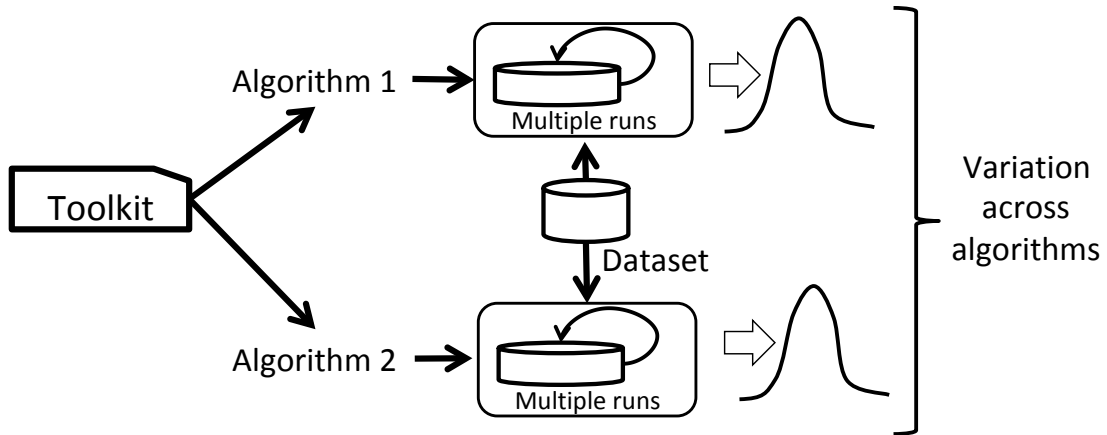 Algorithm 1
Multiple runs
Toolkit
Variation
across
algorithms
Dataset
Algorithm 2
Multiple runs